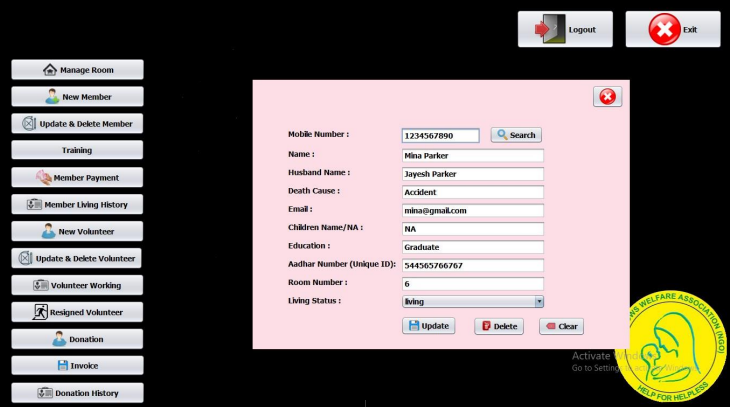 Logout
Exit
Manage Room
New Member
Update & Delete Member
Training
Member Payment
Member Living History
New Volunteer
Update & Delete Volunteer
Volunteer Working
Resigned Volunteer
Donation
Invoice
Donation History
Mobile Number : 1234567890 Search
Name : Mina Parker
Husband Name : Jayesh Parker
Death Cause : Accident
Email : mina@gmail.com
Children Name/NA : NA
Education : Graduate
Aadhar Number (Unique ID): 544565766767
Room Number : 6
Living Status : living
Update Delete Clear
WELFARE ASSOCIATION (NGO)
HELP FOR HELPLESS
Activate Windows
Go to Settings to activate Windows.